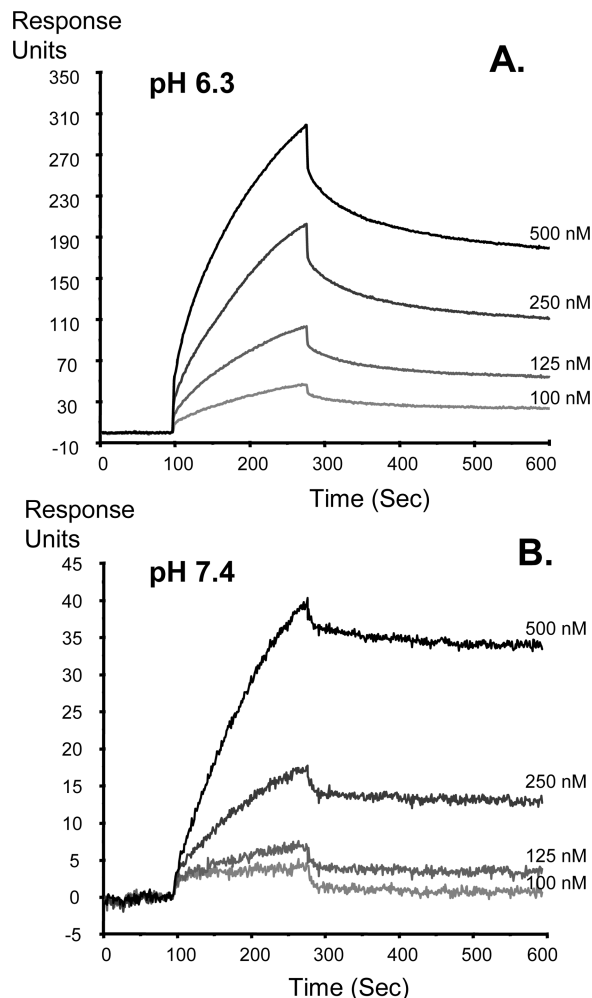 Response
Units
A.
pH 6.3
350
310
270
230
190
150
110
70
30
-10
500 nM
250 nM
125 nM
100 nM
0 100 200 300 400 500 600
Time (Sec)
Response
Units
B.
pH 7.4
45
40
35
30
25
20
15
10
5
0
-5
500 nM
250 nM
125 nM
100 nM
0 100 200 300 400 500 600
Time (Sec)